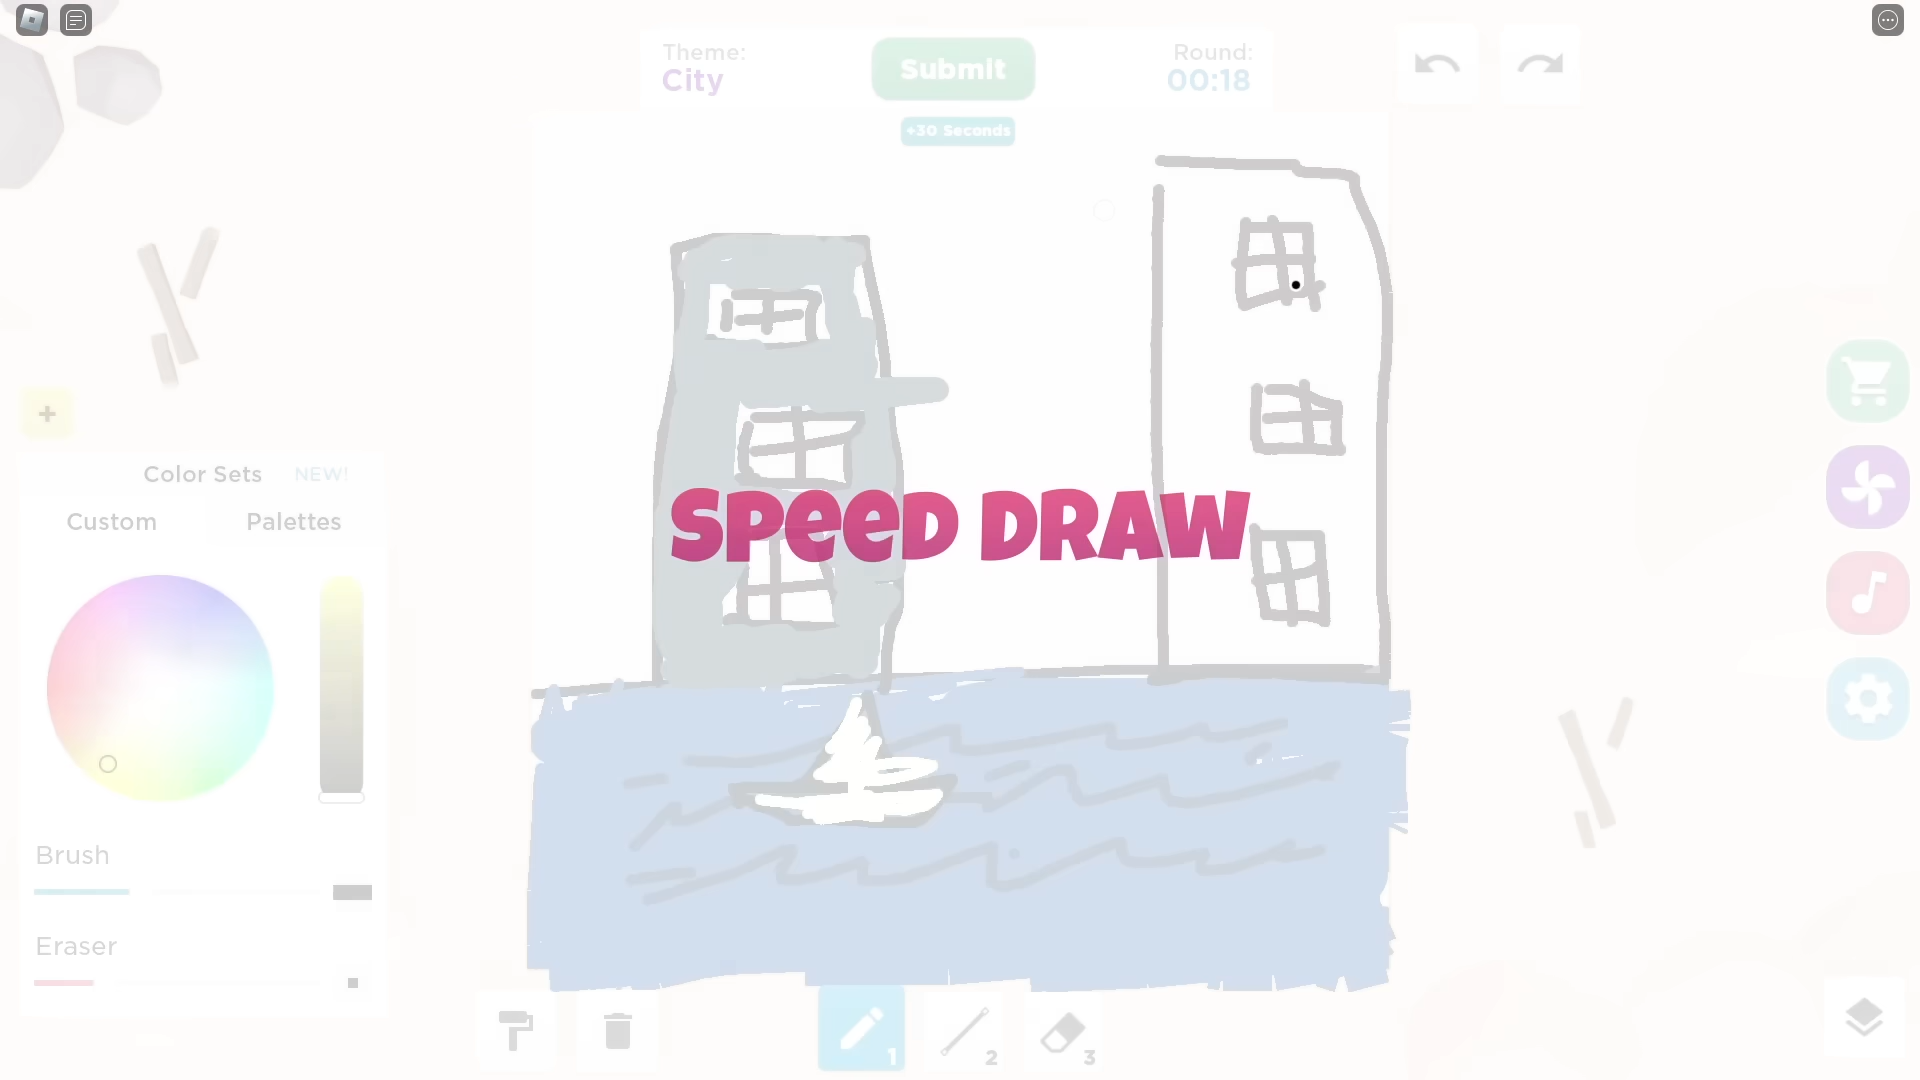 Theme:
City
Submit
Round:
00:18
+30 Seconds
SPeeD DRAW
+
Color Sets NEW!
Custom Palettes
Brush
Eraser
1
2
3